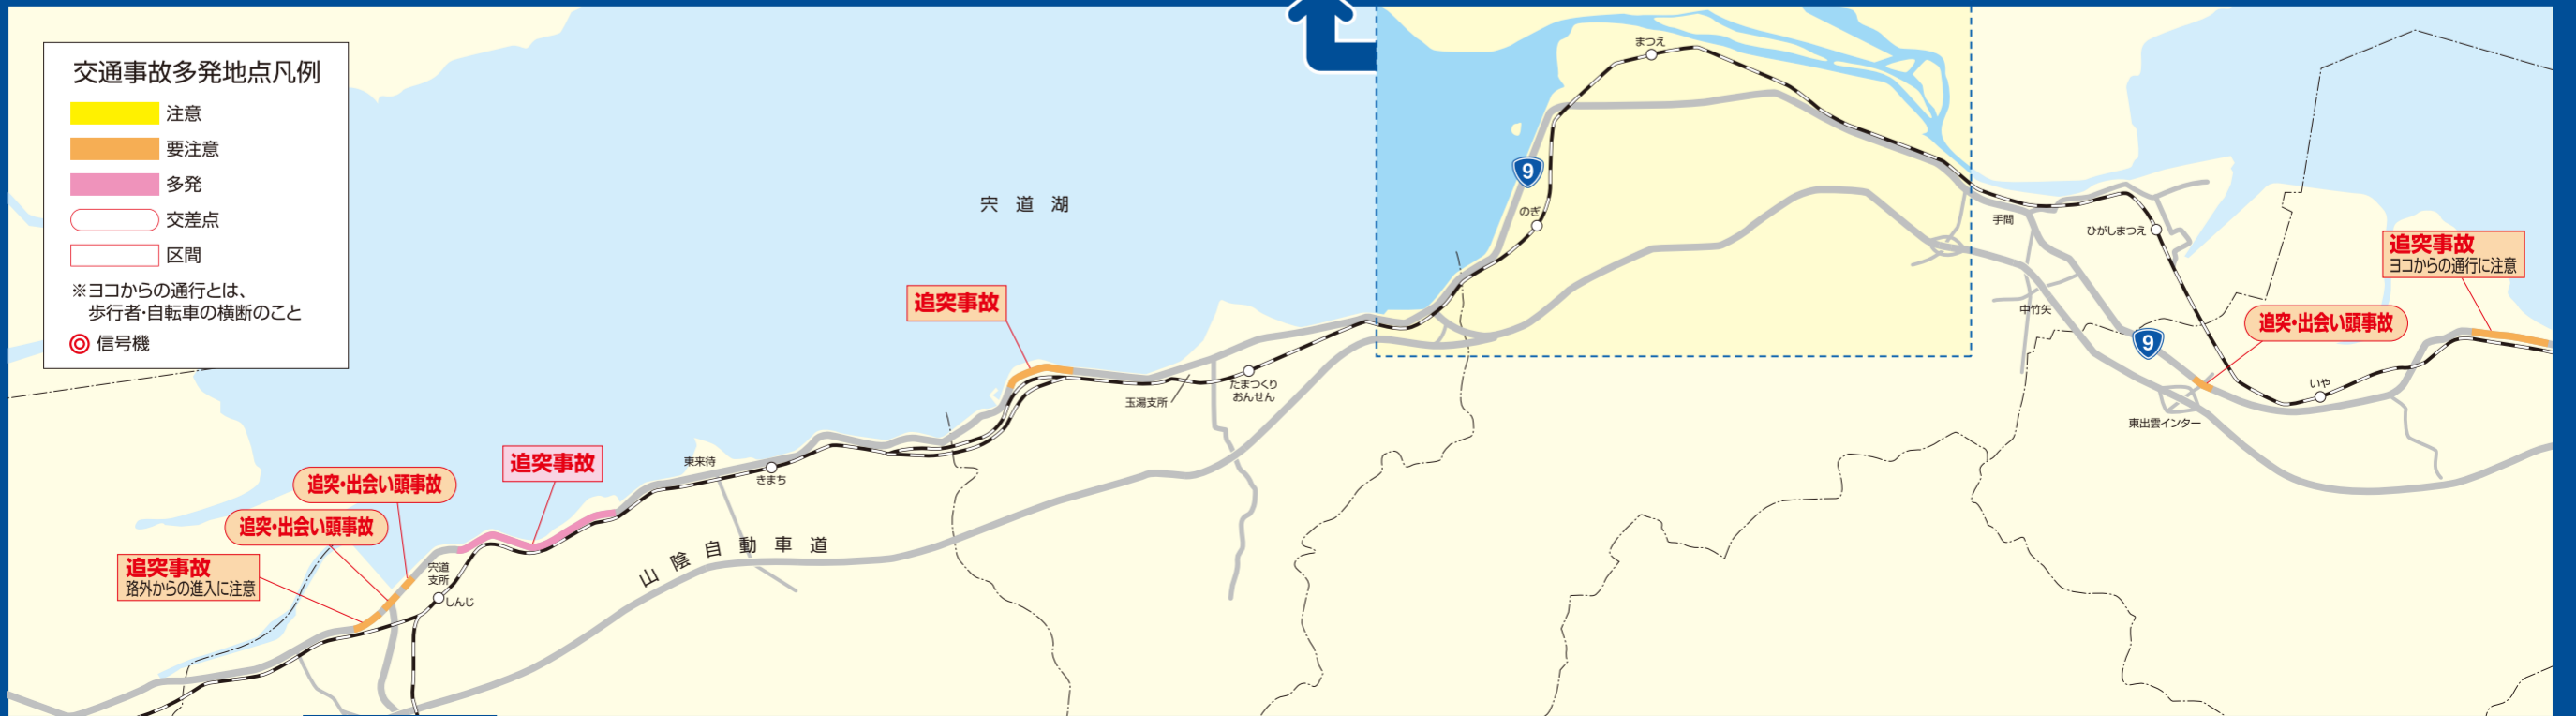 交通事故多発地点凡例
注意
要注意
多発
交差点
区間
※ヨコからの通行とは、
歩行者・自転車の横断のこと
信号機
宍道湖
まつえ
9
のぎ
手間
ひがしまつえ
中竹矢
9
追突事故
ヨコからの通行に注意
追突・出会い頭事故
いや
東出雲インター
追突事故
玉湯支所
たまつくり
おんせん
東来待
きまち
追突事故
追突・出会い頭事故
追突・出会い頭事故
追突事故
路外からの進入に注意
宍道
支所
しんじ
山陰自動車道